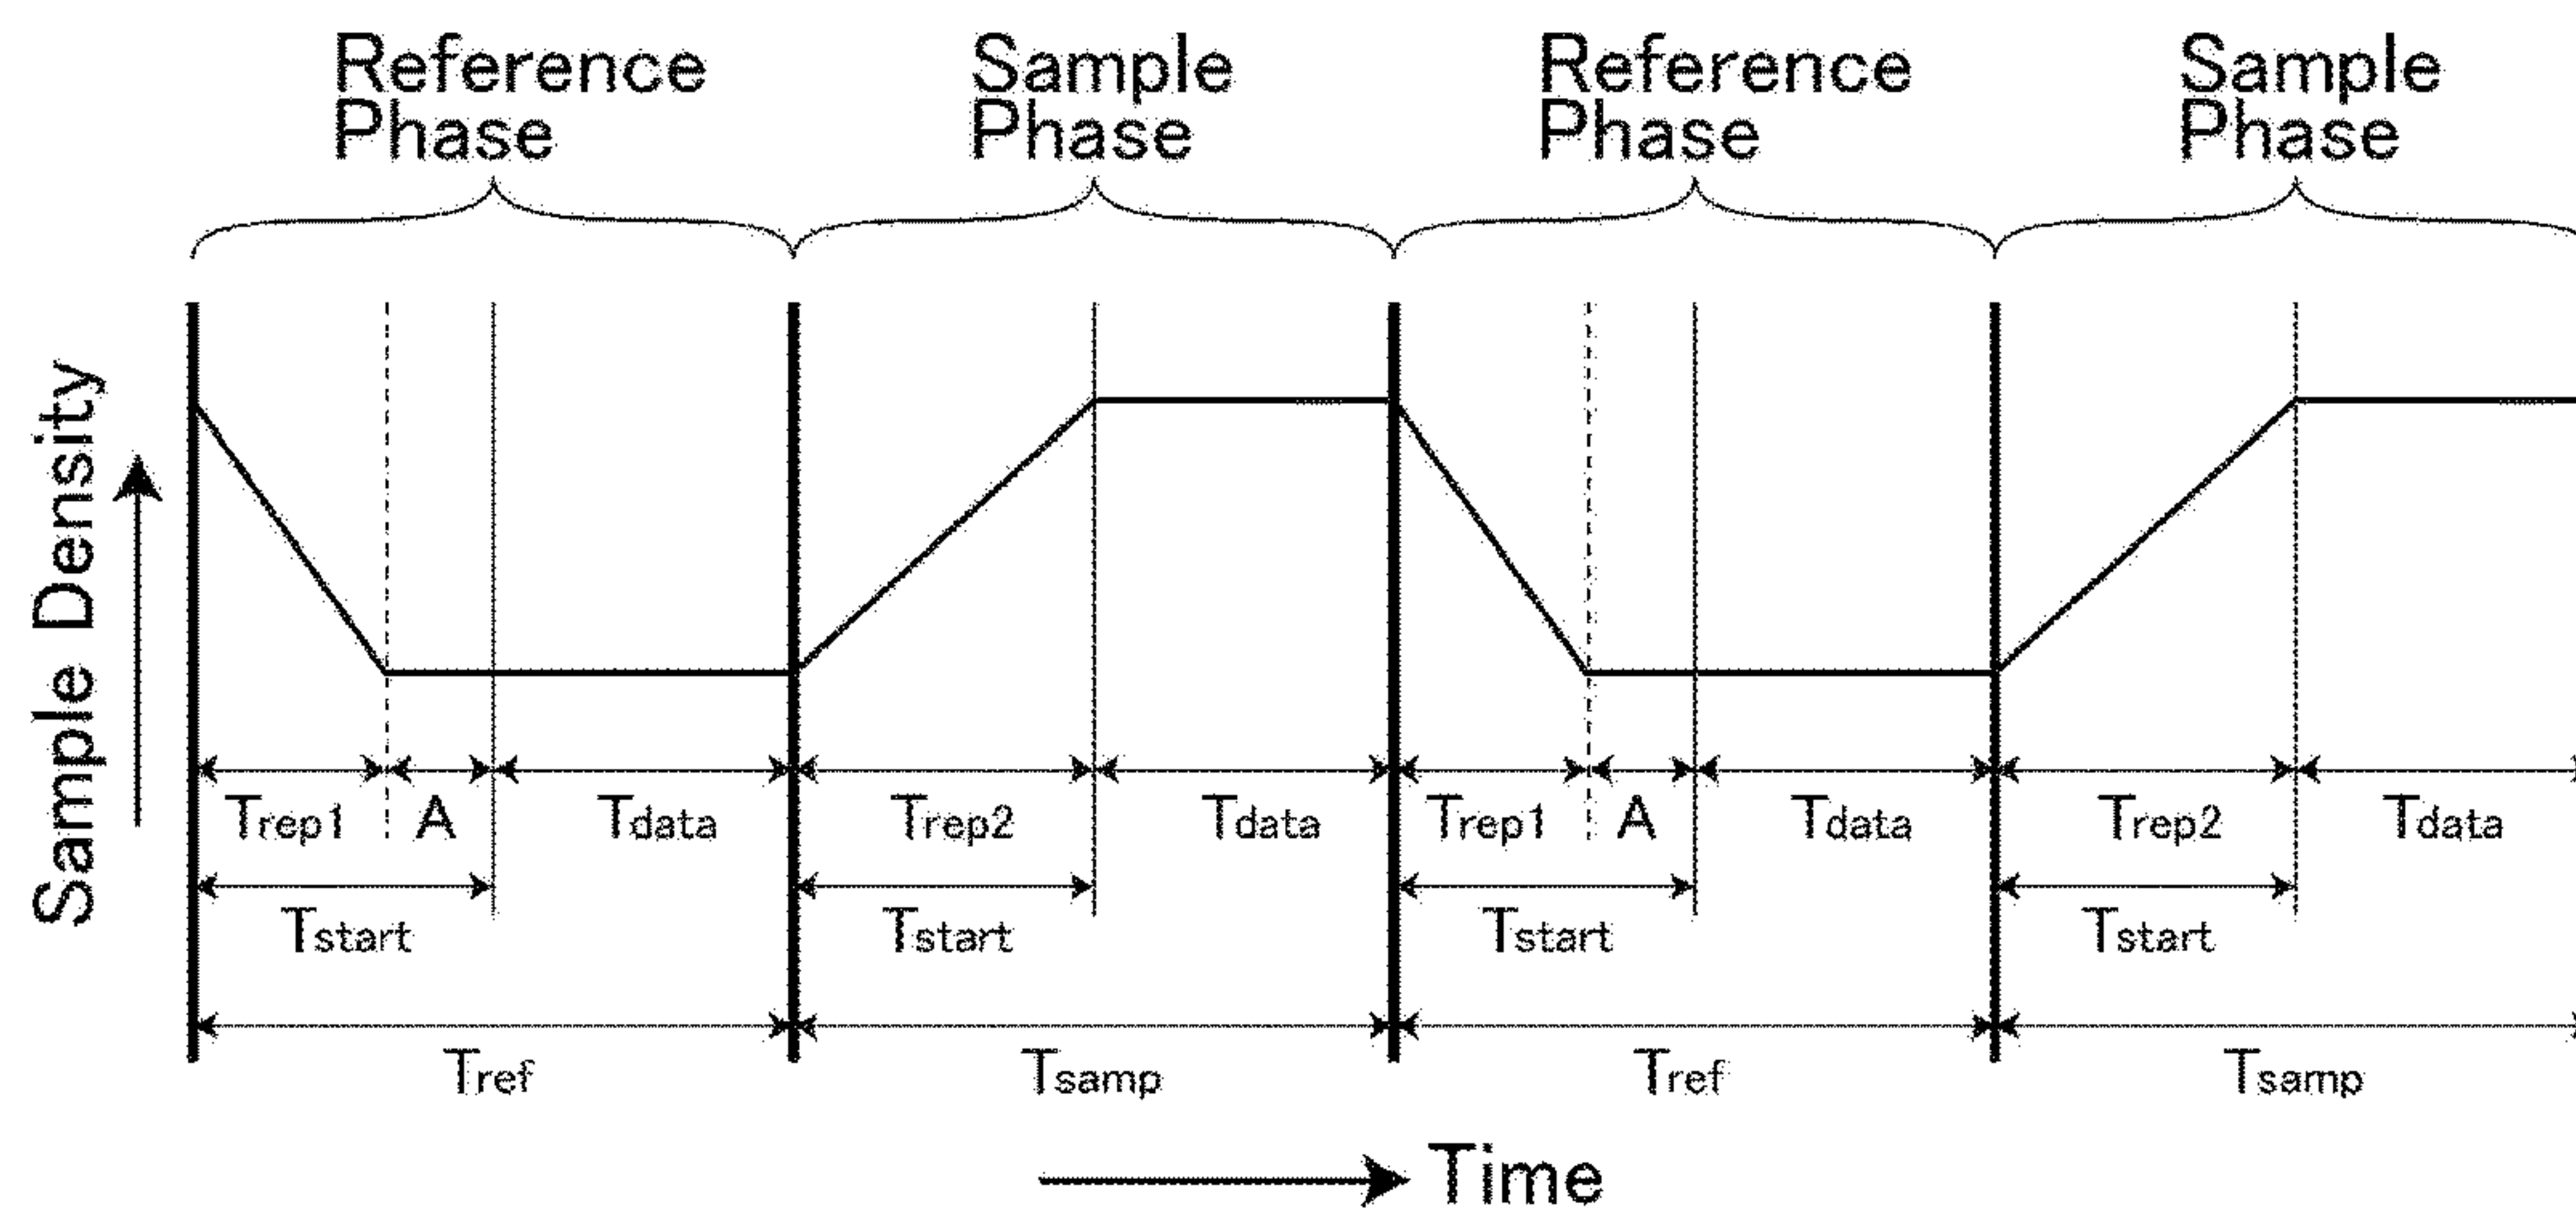 Reference
Phase
Sample
Phase
Reference
Phase
Sample
Phase
Sample Density
Trep1 A Tdata Trep2 Tdata Trep1 A Tdata Trep2 Tdata
Tstart Tstart Tstart Tstart
Tref Tsamp Tref Tsamp
Time